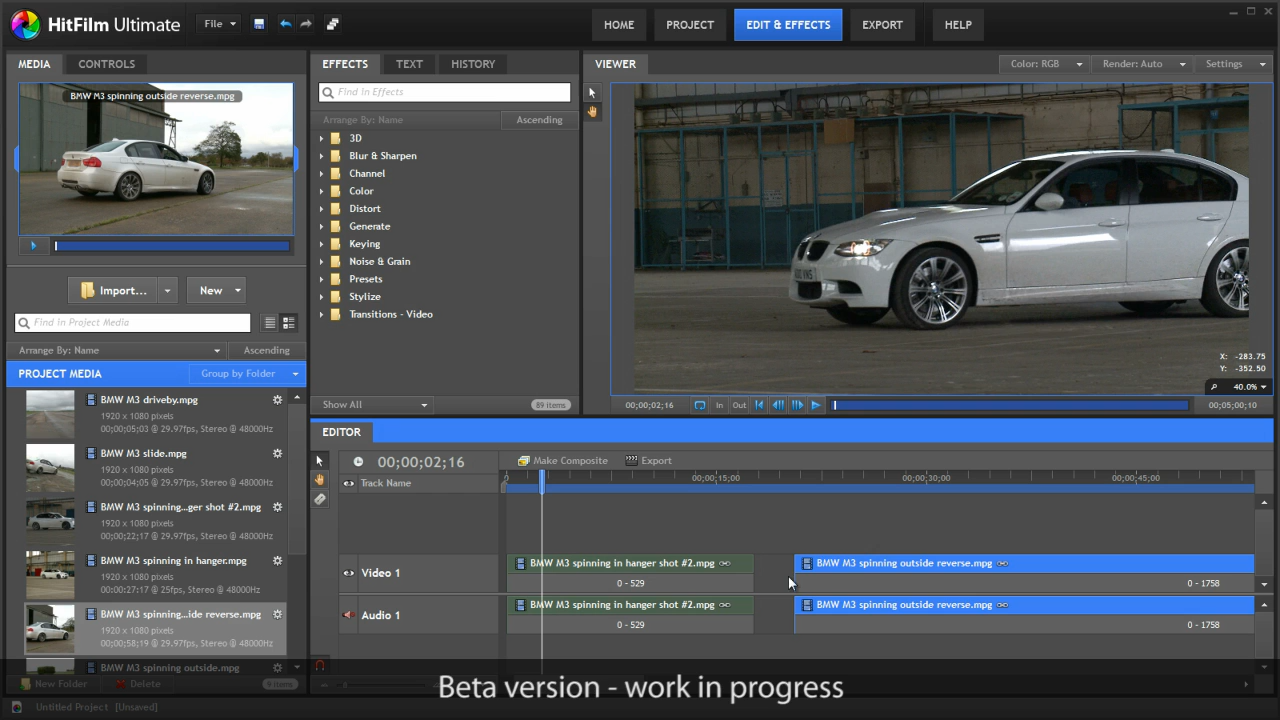 HitFilm Ultimate
File
HOME
PROJECT
EDIT & EFFECTS
EXPORT
HELP
MEDIA
CONTROLS
BMW M3 spinning outside reverse.mpg
Import...
New
Find in Project Media
Arrange By: Name
Ascending
PROJECT MEDIA
Group by Folder
BMW M3 driveby.mpg
1920 x 1080 pixels
00;00;05;03 @ 29.97fps, Stereo @ 48000Hz
BMW M3 slide.mpg
1920 x 1080 pixels
00;00;04;05 @ 29.97fps, Stereo @ 48000Hz
BMW M3 spinning...ger shot #2.mpg
1920 x 1080 pixels
00;00;22;17 @ 29.97fps, Stereo @ 48000Hz
BMW M3 spinning in hanger.mpg
1920 x 1080 pixels
00:00:27:17 @ 25fps, Stereo @ 48000Hz
BMW M3 spinning...ide reverse.mpg
1920 x 1080 pixels
00;00;58;19 @ 29.97fps, Stereo @ 48000Hz
BMW M3 spinning outside.mpg
New Folder
Delete
9 items
Untitled Project [Unsaved]
EFFECTS
TEXT
HISTORY
Find in Effects
Arrange By: Name
Ascending
3D
Blur & Sharpen
Channel
Color
Distort
Generate
Keying
Noise & Grain
Presets
Stylize
Transitions - Video
Show All
89 items
VIEWER
Color: RGB
Render: Auto
Settings
X: -283.75
Y: -352.50
40.0%
00;00;02;16
In
Out
00;05;00;10
EDITOR
00;00;02;16
Make Composite
Export
Track Name
0
00;00;15;00
00;00;30;00
00;00;45;00
Video 1
BMW M3 spinning in hanger shot #2.mpg
0 - 529
BMW M3 spinning outside reverse.mpg
0 - 1758
Audio 1
BMW M3 spinning in hanger shot #2.mpg
0 - 529
BMW M3 spinning outside reverse.mpg
0 - 1758
Beta version - work in progress